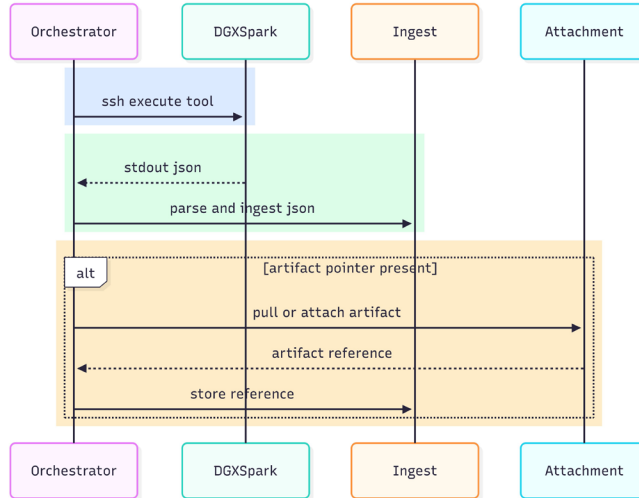 Orchestrator
DGXSpark
Ingest
Attachment
ssh execute tool
stdout json
parse and ingest json
alt
[artifact pointer present]
pull or attach artifact
artifact reference
store reference
Orchestrator
DGXSpark
Ingest
Attachment